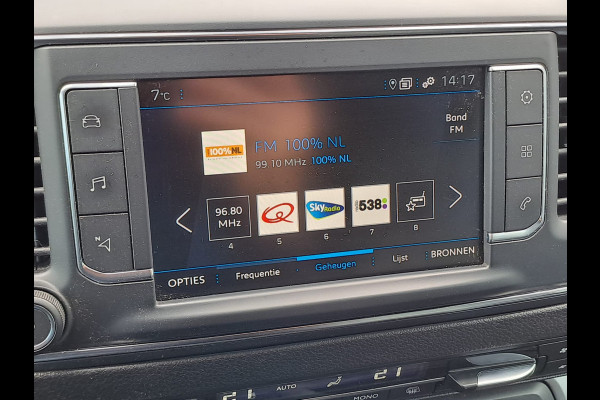 7°C
14:17
100%NL
FM 100% NL
99.10 MHz 100% NL
Band
FM
96.80
MHz
Q
Sky
Radio
538
4 5 6 7 8
OPTIES Frequentie Geheugen Lijst BRONNEN
N
21 AUTO 21
MONO